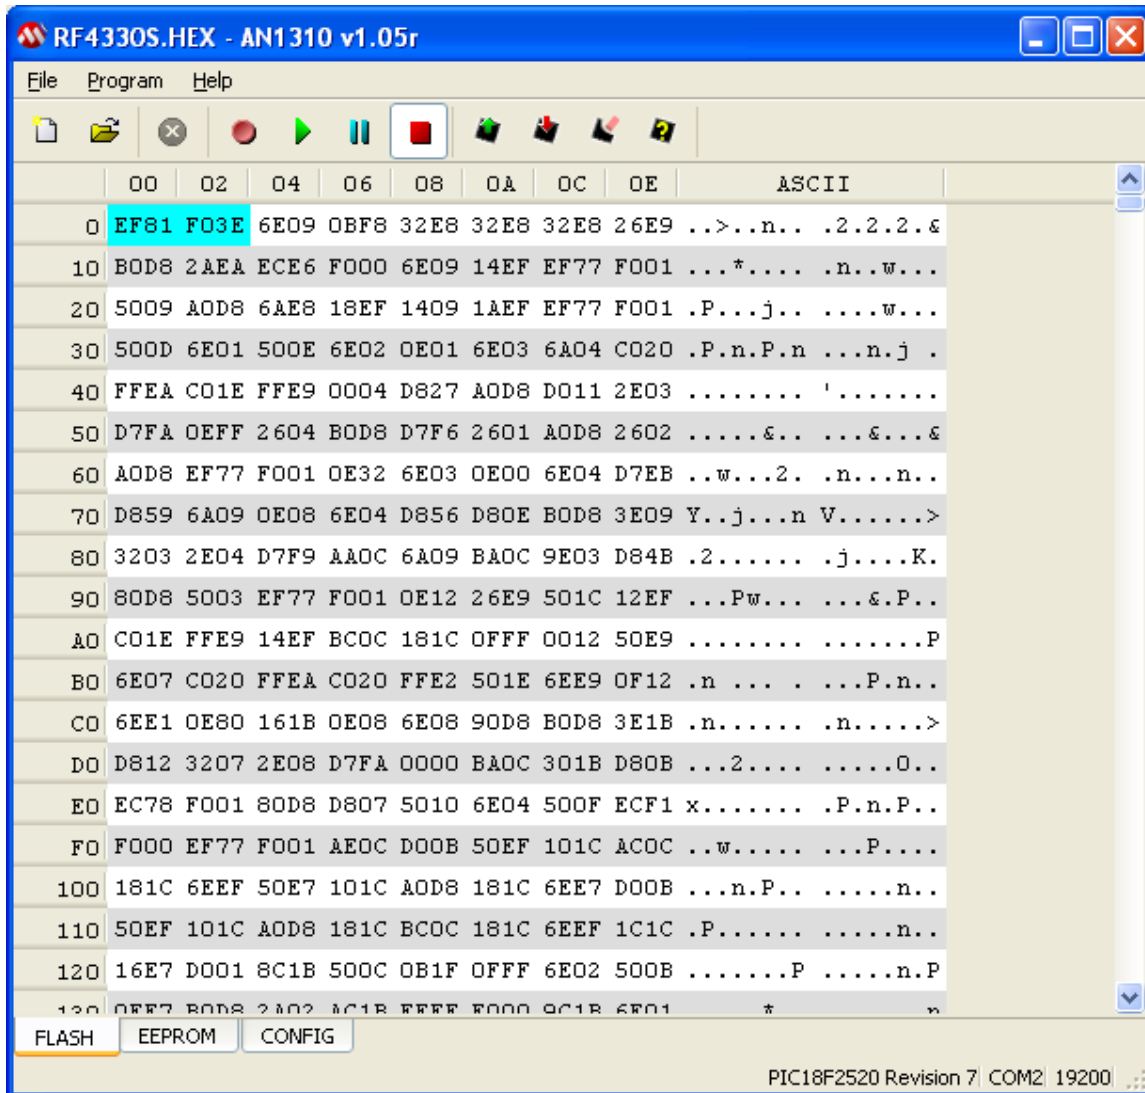 RF4330S.HEX - AN1310 v1.05r
File Program Help
00 02 04 06 08 0A 0C 0E ASCII
0 EF81 F03E 6E09 0BF8 32E8 32E8 32E8 26E9 ..>..n.. .2.2.2.&
10 B0D8 2AEA ECE6 F000 6E09 14EF EF77 F001 ...*.... .n..w...
20 5009 A0D8 6AE8 18EF 1409 1AEF EF77 F001 .P...j.. ....w...
30 500D 6E01 500E 6E02 0E01 6E03 6A04 C020 .P.n.P.n ...n.j .
40 FFEA C01E FFE9 0004 D827 A0D8 D011 2E03 ........ '.......
50 D7FA 0EFF 2604 B0D8 D7F6 2601 A0D8 2602 .....&.. ...&...&
60 A0D8 EF77 F001 0E32 6E03 0E00 6E04 D7EB ..w...2. .n...n..
70 D859 6A09 0E08 6E04 D856 D80E B0D8 3E09 Y..j...n V......>
80 3203 2E04 D7F9 AA0C 6A09 BA0C 9E03 D84B .2...... .j....K.
90 80D8 5003 EF77 F001 0E12 26E9 501C 12EF ...Pw... ...&.P..
A0 C01E FFE9 14EF BC0C 181C 0FFF 0012 50E9 ........ .......P
B0 6E07 C020 FFEA C020 FFE2 501E 6EE9 0F12 .n ... . ...P.n..
C0 6EE1 0E80 161B 0E08 6E08 90D8 B0D8 3E1B .n...... .n.....>
D0 D812 3207 2E08 D7FA 0000 BA0C 301B D80B ...2.... .....0..
E0 EC78 F001 80D8 D807 5010 6E04 500F ECF1 x....... .P.n.P..
F0 F000 EF77 F001 AE0C D00B 50EF 101C AC0C ..w..... ...P....
100 181C 6EEF 50E7 101C A0D8 181C 6EE7 D00B ...n.P.. .....n..
110 50EF 101C A0D8 181C BC0C 181C 6EEF 1C1C .P...... .....n..
120 16E7 D001 8C1B 500C 0B1F 0FFF 6E02 500B .......P .....n.P
130 0EE7 B0D8 2A02 AC1B FFFF F000 9C1B 6E01
FLASH EEPROM CONFIG
PIC18F2520 Revision 7 COM2 19200